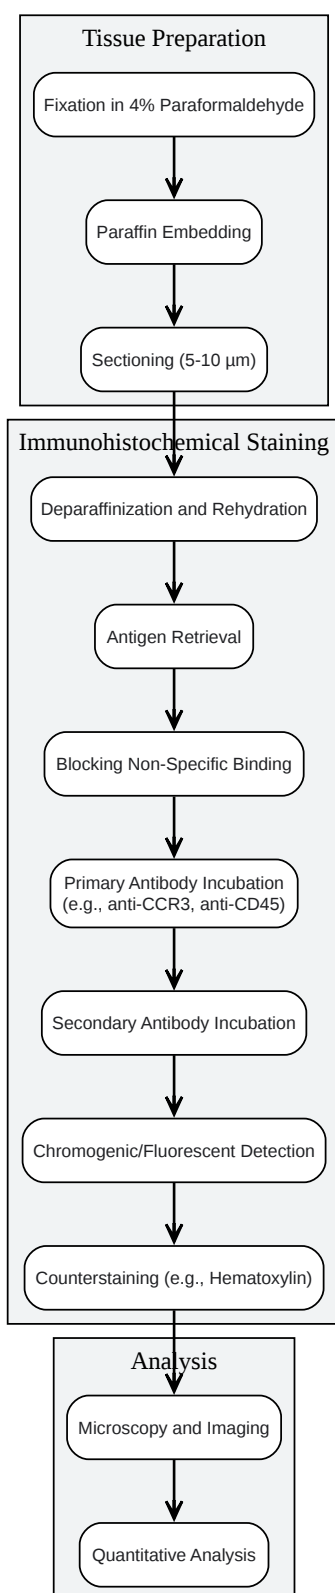 Tissue Preparation
Fixation in 4% Paraformaldehyde
Paraffin Embedding
Sectioning (5-10 µm)
Immunohistochemical Staining
Deparaffinization and Rehydration
Antigen Retrieval
Blocking Non-Specific Binding
Primary Antibody Incubation
(e.g., anti-CCR3, anti-CD45)
Secondary Antibody Incubation
Chromogenic/Fluorescent Detection
Counterstaining (e.g., Hematoxylin)
Analysis
Microscopy and Imaging
Quantitative Analysis